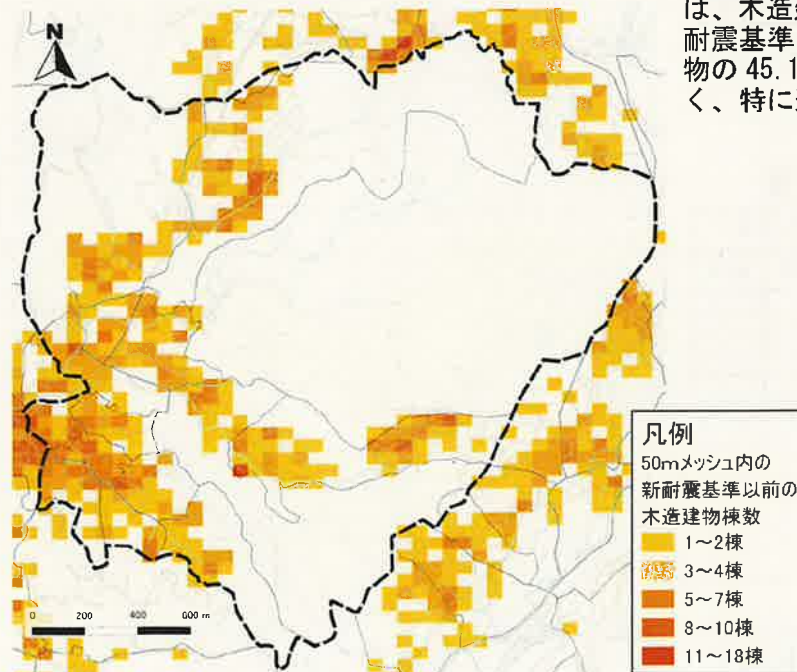 は、木造
耐震基準
物の 45.1
く、特に
N
凡例
50mメッシュ内の
新耐震基準以前の
木造建物棟数
1～2棟
3～4棟
5～7棟
8～10棟
11～18棟
0 200 400 600 m